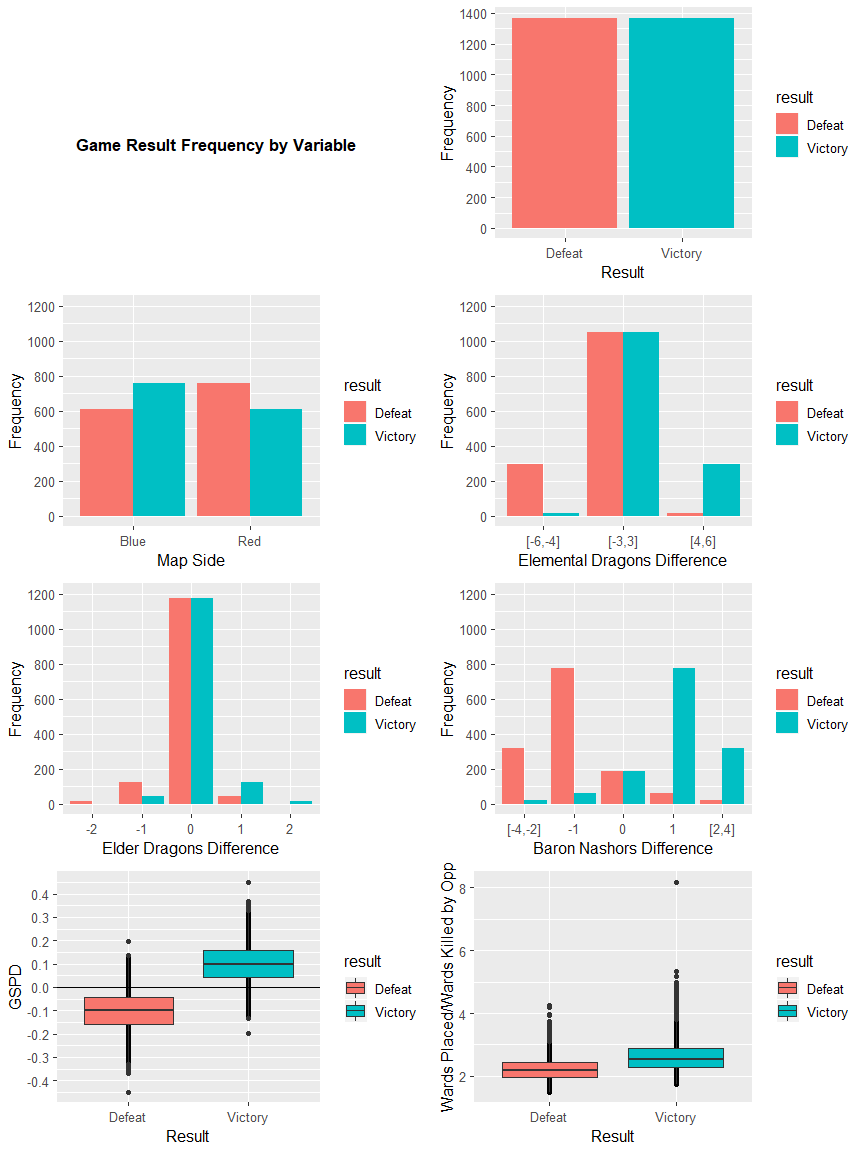 Game Result Frequency by Variable
1400
1200
1000
800
600
400
200
0
Frequency
Defeat
Victory
Result
result
Defeat
Victory
1200
1000
800
600
400
200
0
Frequency
Blue
Red
Map Side
result
Defeat
Victory
1200
1000
800
600
400
200
0
Frequency
[-6,-4]
[-3,3]
[4,6]
Elemental Dragons Difference
result
Defeat
Victory
1200
1000
800
600
400
200
0
Frequency
-2
-1
0
1
2
Elder Dragons Difference
result
Defeat
Victory
1200
1000
800
600
400
200
0
Frequency
[-4,-2]
-1
0
1
[2,4]
Baron Nashors Difference
result
Defeat
Victory
0.4
0.3
0.2
0.1
0.0
-0.1
-0.2
-0.3
-0.4
GSPD
Defeat
Victory
Result
result
Defeat
Victory
8
6
4
2
Wards Placed/Wards Killed by Opp
Defeat
Victory
Result
result
Defeat
Victory